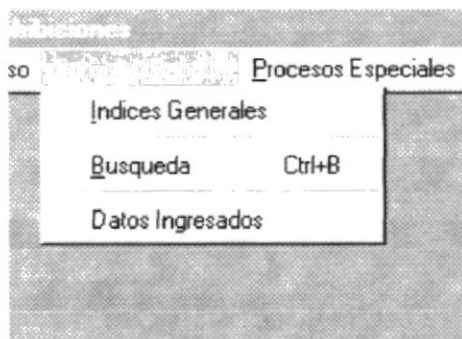 so Procesos Especiales
Indices Generales
Busqueda Ctrl+B
Datos Ingresados